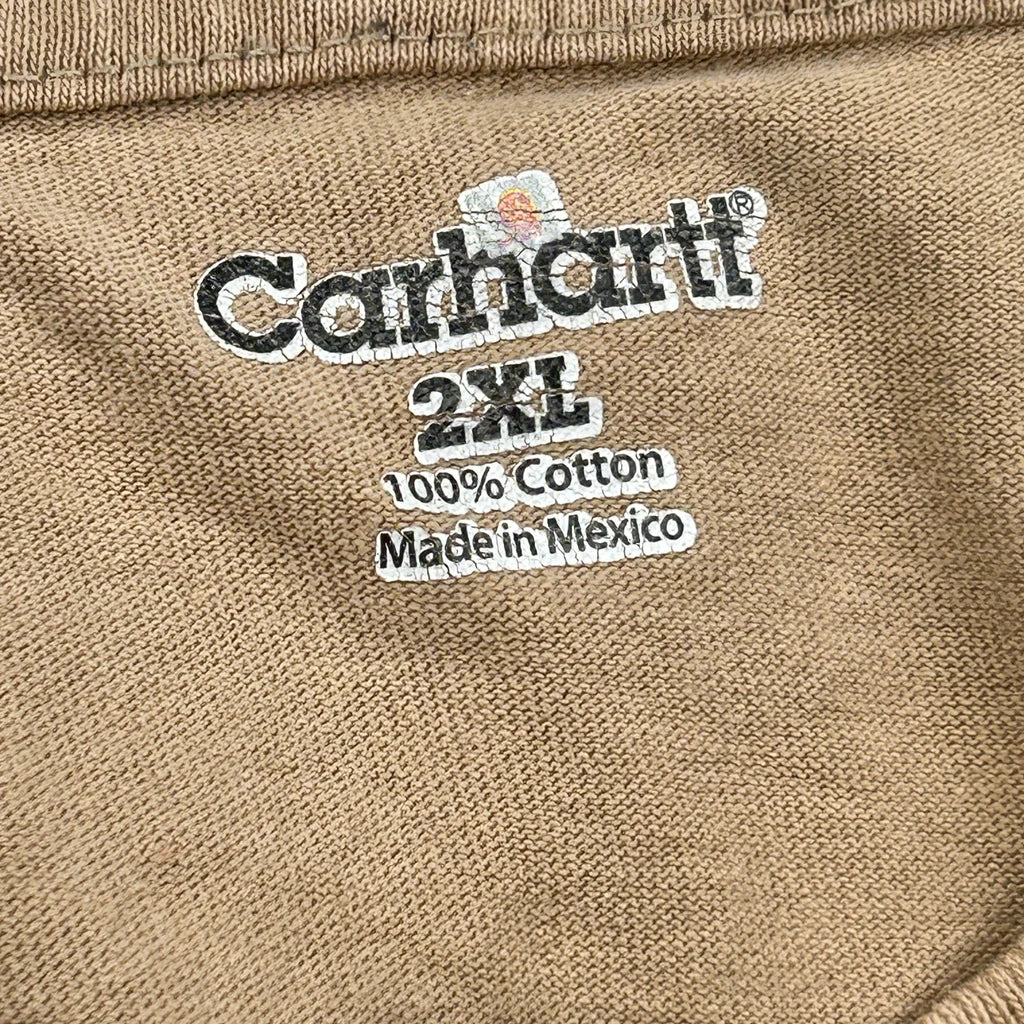 Carhartt®
2XL
100% Cotton
Made in Mexico